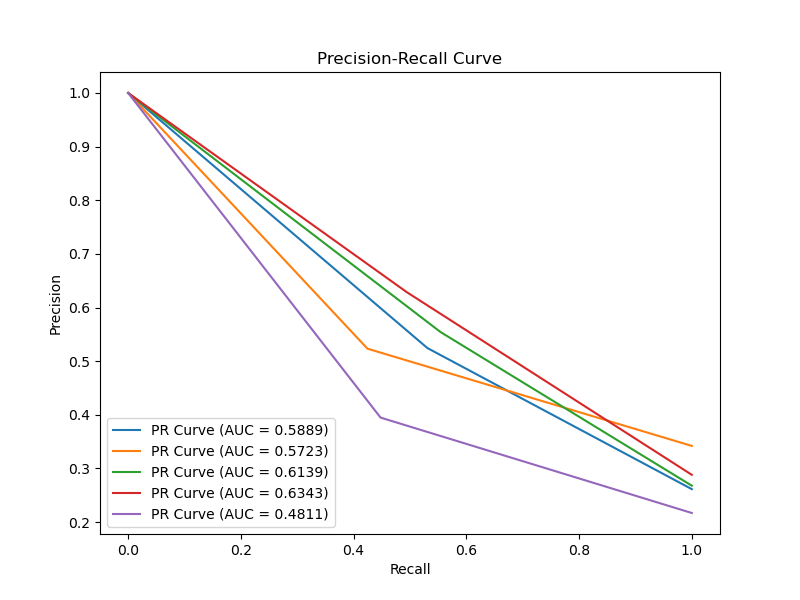 Precision-Recall Curve
Precision
1.0
0.9
0.8
0.7
0.6
0.5
0.4
0.3
0.2
PR Curve (AUC = 0.5889)
PR Curve (AUC = 0.5723)
PR Curve (AUC = 0.6139)
PR Curve (AUC = 0.6343)
PR Curve (AUC = 0.4811)
0.0 0.2 0.4 0.6 0.8 1.0
Recall